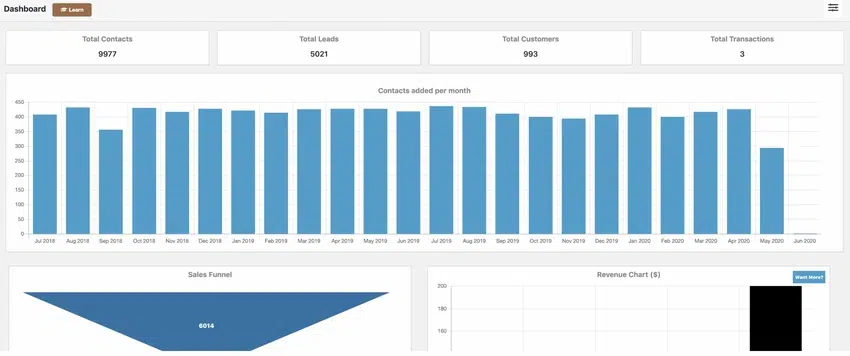 Dashboard Learn
Total Contacts Total Leads Total Customers Total Transactions
9977 5021 993 3
Contacts added per month
450
400
350
300
250
200
150
100
50
0
Jul 2018 Aug 2018 Sep 2018 Oct 2018 Nov 2018 Dec 2018 Jan 2019 Feb 2019 Mar 2019 Apr 2019 May 2019 Jun 2019 Jul 2019 Aug 2019 Sep 2019 Oct 2019 Nov 2019 Dec 2019 Jan 2020 Feb 2020 Mar 2020 Apr 2020 May 2020 Jun 2020
Sales Funnel
6014
Revenue Chart ($)
Want More?
200
180
160